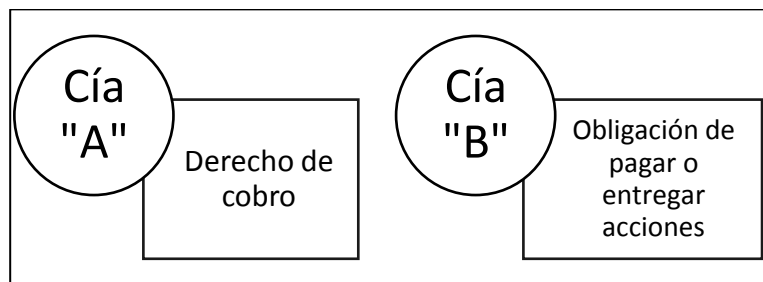 Cía
"A"
Derecho de
cobro
Cía
"B"
Obligación de
pagar o
entregar
acciones